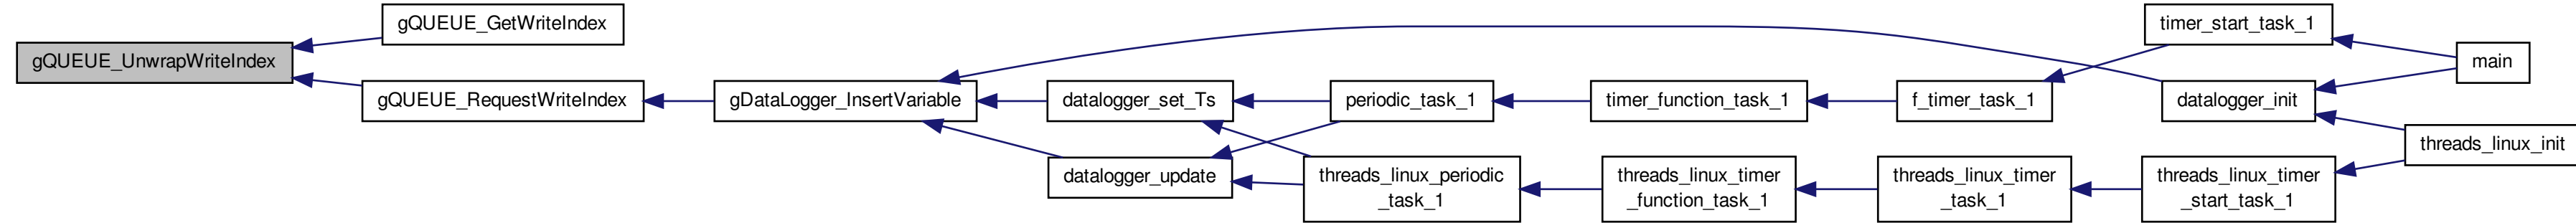 gQUEUE_UnwrapWriteIndex
gQUEUE_GetWriteIndex
gQUEUE_RequestWriteIndex
gDataLogger_InsertVariable
datalogger_set_Ts
datalogger_update
periodic_task_1
threads_linux_periodic
_task_1
timer_function_task_1
threads_linux_timer
_function_task_1
f_timer_task_1
threads_linux_timer
_task_1
timer_start_task_1
datalogger_init
threads_linux_timer
_start_task_1
main
threads_linux_init